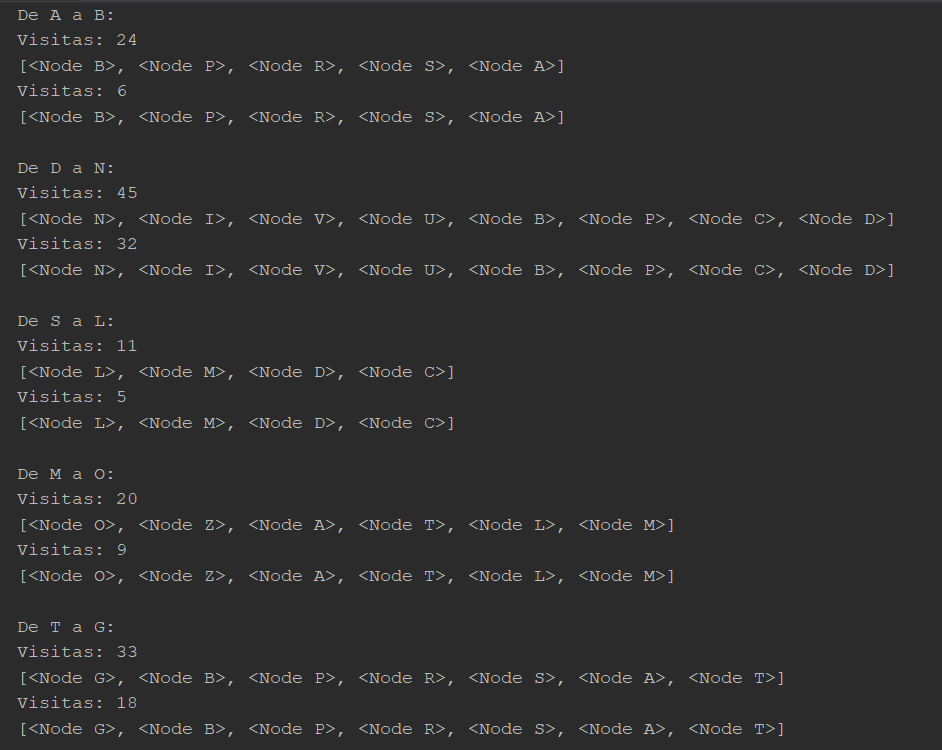 De A a B:
Visitas: 24
[<Node B>, <Node P>, <Node R>, <Node S>, <Node A>]
Visitas: 6
[<Node B>, <Node P>, <Node R>, <Node S>, <Node A>]
De D a N:
Visitas: 45
[<Node N>, <Node I>, <Node V>, <Node U>, <Node B>, <Node P>, <Node C>, <Node D>]
Visitas: 32
[<Node N>, <Node I>, <Node V>, <Node U>, <Node B>, <Node P>, <Node C>, <Node D>]
De S a L:
Visitas: 11
[<Node L>, <Node M>, <Node D>, <Node C>]
Visitas: 5
[<Node L>, <Node M>, <Node D>, <Node C>]
De M a O:
Visitas: 20
[<Node O>, <Node Z>, <Node A>, <Node T>, <Node L>, <Node M>]
Visitas: 9
[<Node O>, <Node Z>, <Node A>, <Node T>, <Node L>, <Node M>]
De T a G:
Visitas: 33
[<Node G>, <Node B>, <Node P>, <Node R>, <Node S>, <Node A>, <Node T>]
Visitas: 18
[<Node G>, <Node B>, <Node P>, <Node R>, <Node S>, <Node A>, <Node T>]